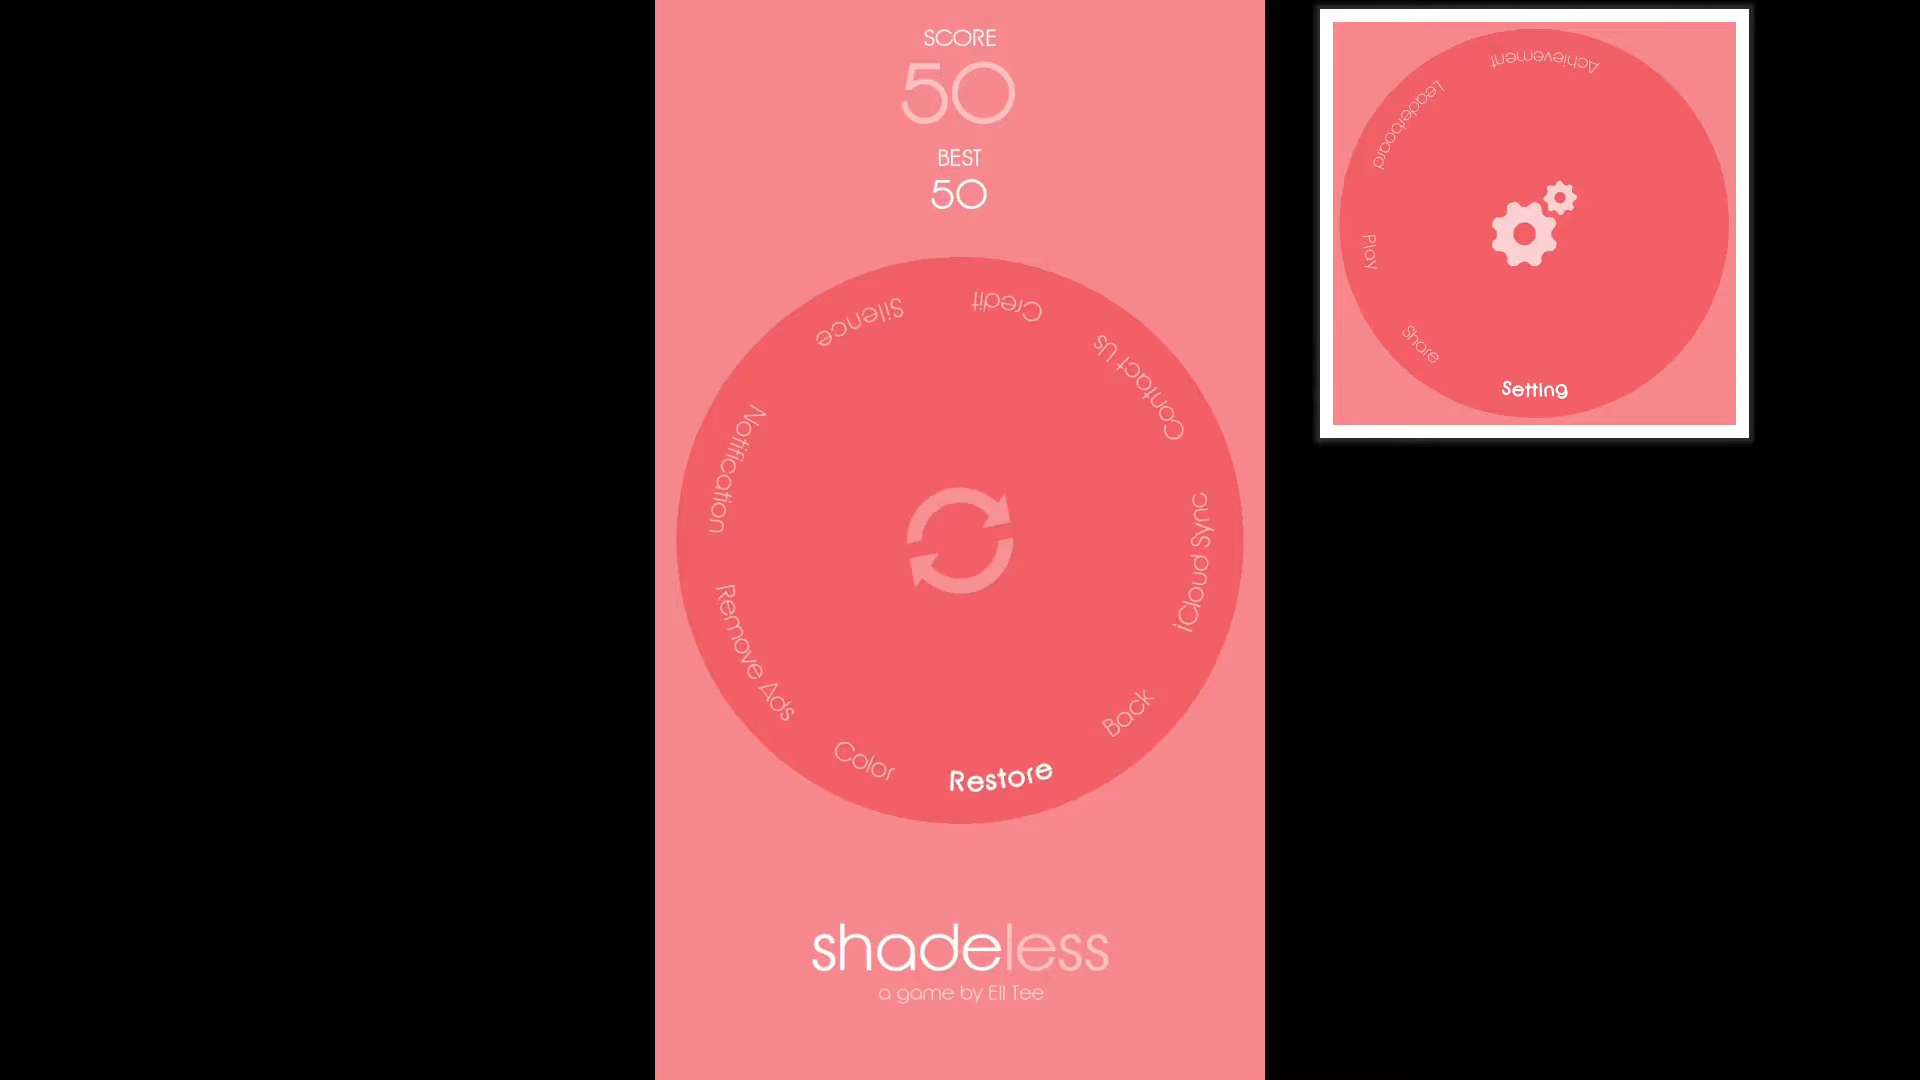 SCORE
50
BEST
50
Silence
Credit
Contact Us
iCloud Sync
Back
Restore
Color
Remove Ads
Notification
shadeless
a game by Ell Tee
Achievement
Leaderboard
Play
Share
Setting